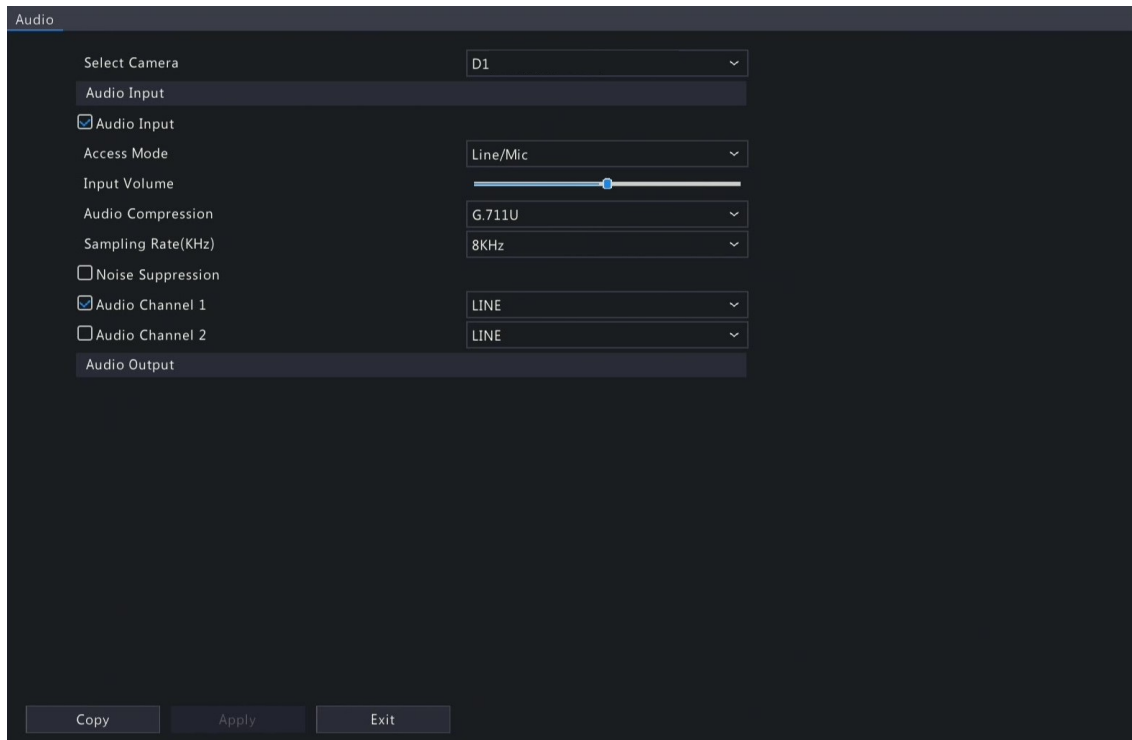 Audio
Select Camera D1
Audio Input
Audio Input
Access Mode Line/Mic
Input Volume
Audio Compression G.711U
Sampling Rate(KHz) 8KHz
Noise Suppression
Audio Channel 1 LINE
Audio Channel 2 LINE
Audio Output
Copy Apply Exit